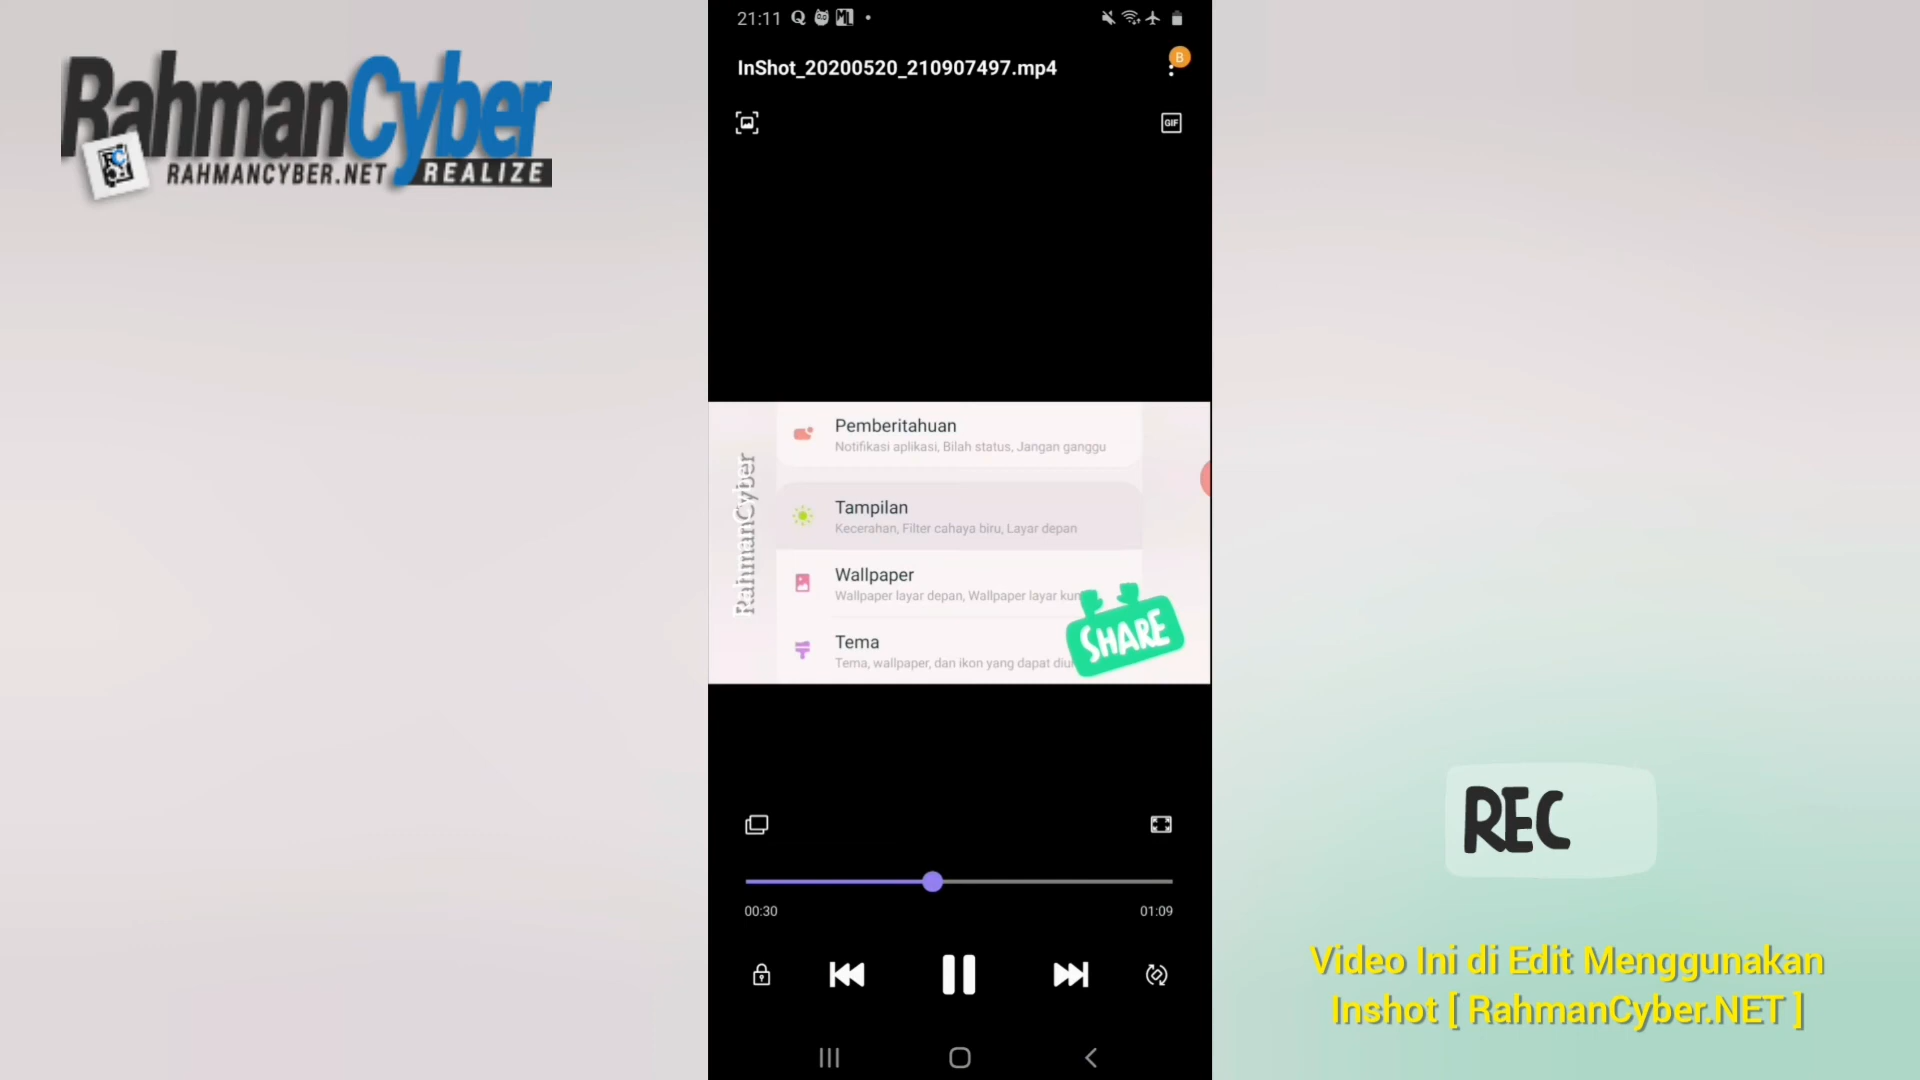 RahmanCyber
RAHMANCYBER.NET REALIZE
21:11
InShot_20200520_210907497.mp4
B
GIF
Pemberitahuan
Notifikasi aplikasi, Bilah status, Jangan ganggu
RahmanCyber
Tampilan
Kecerahan, Filter cahaya biru, Layar depan
Wallpaper
Wallpaper layar depan, Wallpaper layar
Tema
Tema, wallpaper, dan ikon yang dapat
SHARE
00:30
01:09
REC
Video Ini di Edit Menggunakan
Inshot [ RahmanCyber.NET ]